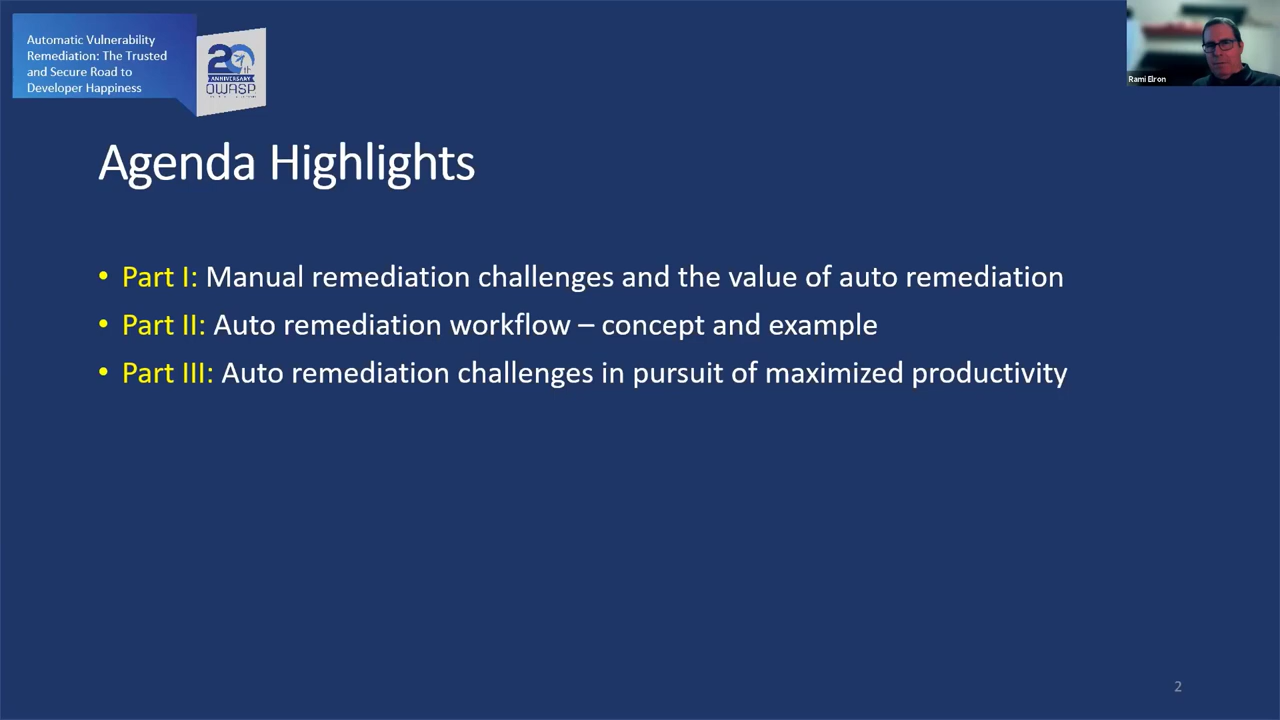 Automatic Vulnerability
Remediation: The Trusted
and Secure Road to
Developer Happiness
20th
ANNIVERSARY
OWASP
Rami Elron
Agenda Highlights
• Part I: Manual remediation challenges and the value of auto remediation
• Part II: Auto remediation workflow – concept and example
• Part III: Auto remediation challenges in pursuit of maximized productivity
2